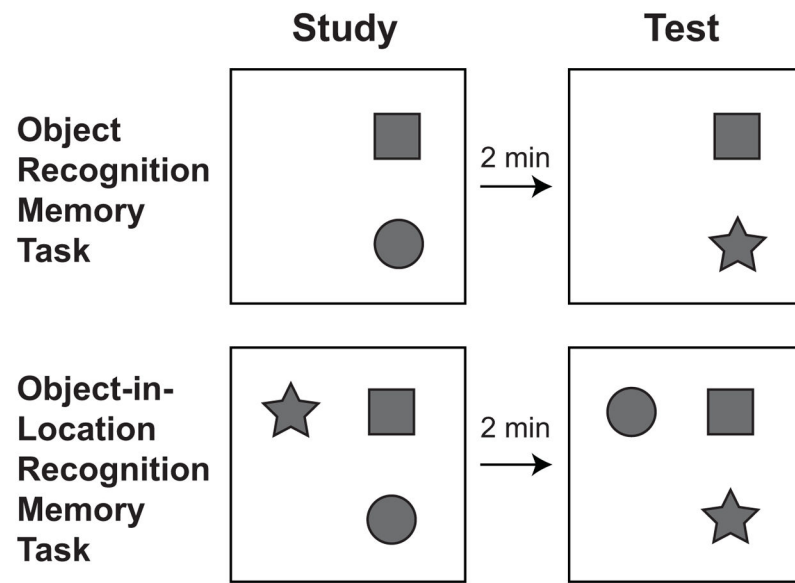 Study
Test
Object
Recognition
Memory
Task
2 min
Object-in-
Location
Recognition
Memory
Task
2 min